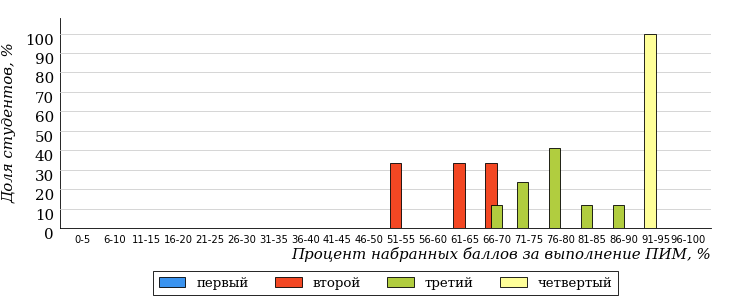 Доля студентов, %
100
90
80
70
60
50
40
30
20
10
0
0-5 6-10 11-15 16-20 21-25 26-30 31-35 36-40 41-45 46-50 51-55 56-60 61-65 66-70 71-75 76-80 81-85 86-90 91-95 96-100
Процент набранных баллов за выполнение ПИМ, %
первый второй третий четвертый